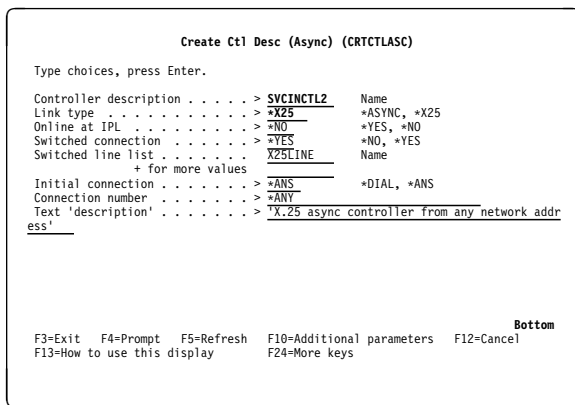 Create Ctl Desc (Async) (CRTCTLASC)
Type choices, press Enter.
Controller description . . . . . > SVCINCTL2 Name
Link type . . . . . . . . . . . > *X25 *ASYNC, *X25
Online at IPL . . . . . . . . . > *NO *YES, *NO
Switched connection . . . . . . > *YES *NO, *YES
Switched line list . . . . . . . X25LINE Name
+ for more values
Initial connection . . . . . . . > *ANS *DIAL, *ANS
Connection number . . . . . . . > *ANY
Text 'description' . . . . . . . > 'X.25 async controller from any network addr
ess'
Bottom
F3=Exit F4=Prompt F5=Refresh F10=Additional parameters F12=Cancel
F13=How to use this display F24=More keys